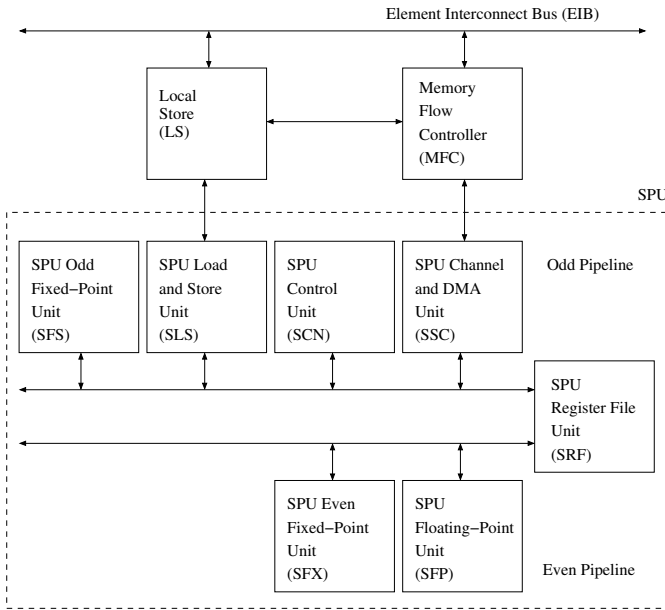 Element Interconnect Bus (EIB)
Local
Store
(LS)
Memory
Flow
Controller
(MFC)
SPU
SPU Odd
Fixed−Point
Unit
(SFS)
SPU Load
and Store
Unit
(SLS)
SPU
Control
Unit
(SCN)
SPU Channel
and DMA
Unit
(SSC)
Odd Pipeline
SPU
Register File
Unit
(SRF)
SPU Even
Fixed−Point
Unit
(SFX)
SPU
Floating−Point
Unit
(SFP)
Even Pipeline